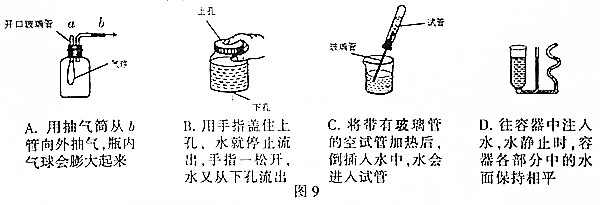 开口玻璃管 a b
气球
上孔
下孔
试管
玻璃管
A. 用抽气筒从b
管向外抽气,瓶内
气球会膨大起来
B. 用手指盖住上
孔, 水就停止流
出,手指一松开,
水又从下孔流出
C. 将带有玻璃管
的空试管加热后,
倒插入水中,水会
进入试管
D. 往容器中注入
水,水静止时,容
器各部分中的水
面保持相平
图 9